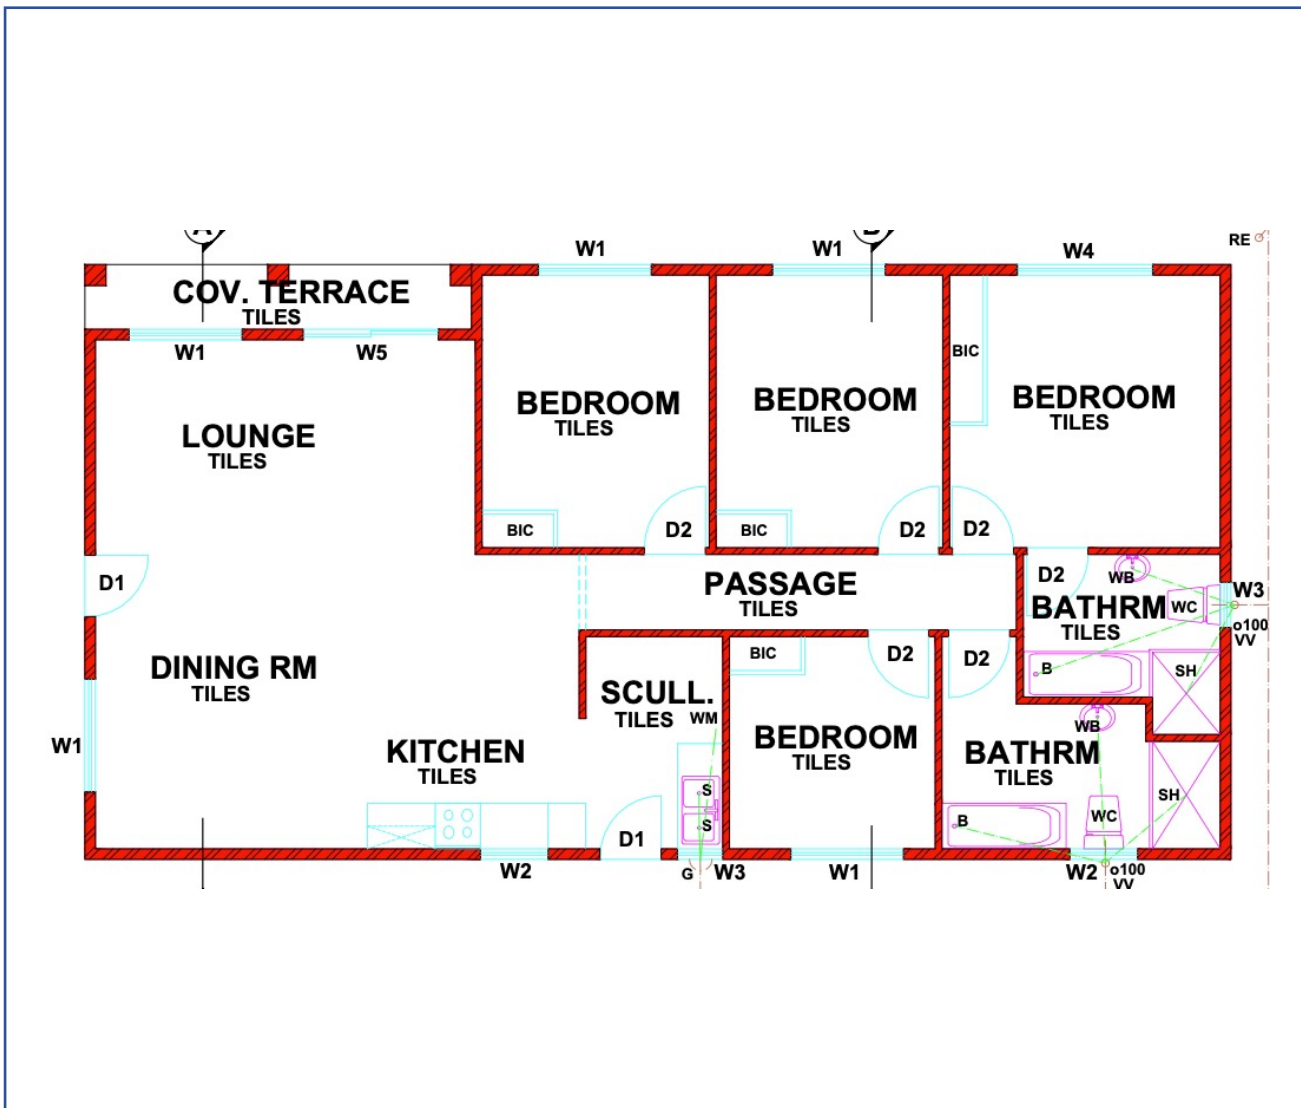 A
B
RE
W1
W1
W4
COV. TERRACE
TILES
W1
W5
BIC
BEDROOM
TILES
BEDROOM
TILES
BEDROOM
TILES
LOUNGE
TILES
BIC
D2
BIC
D2
D2
D1
PASSAGE
TILES
D2
WB
W3
BATHRM
TILES
WC
o100
VV
DINING RM
TILES
BIC
D2
D2
B
SH
SCULL.
TILES
WM
WB
W1
KITCHEN
TILES
BEDROOM
TILES
BATHRM
TILES
S
S
SH
D1
B
WC
W2
G
W3
W1
W2
o100
VV